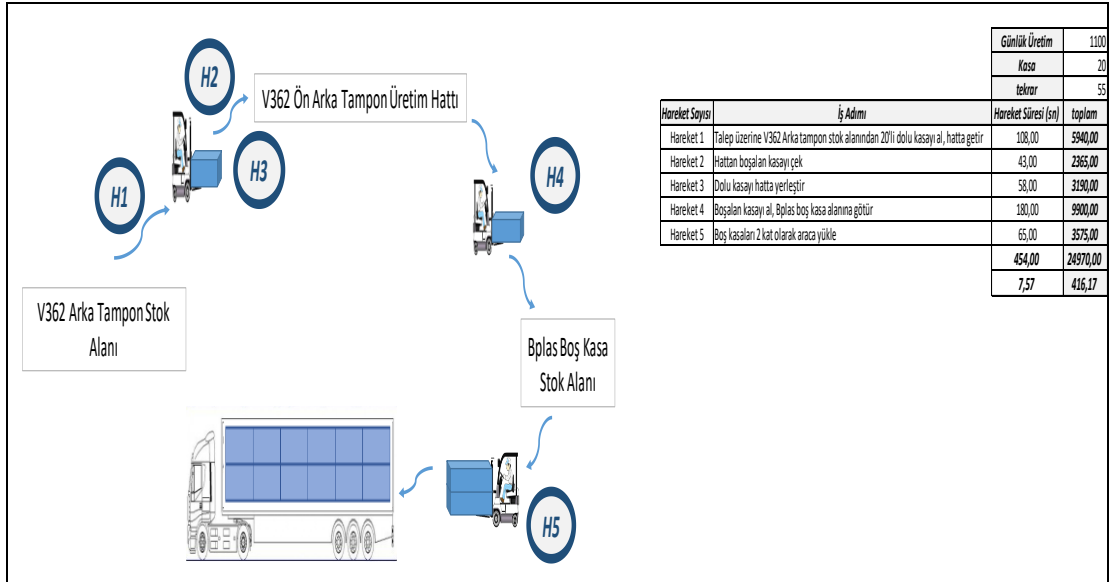 H2
V362 Ön Arka Tampon Üretim Hattı
H3
H1
H4
V362 Arka Tampon Stok
Alanı
Bplas Boş Kasa
Stok Alanı
H5
Günlük Üretim 1100
Kasa 20
tekrar 55
Hareket Sayısı İş Adımı Hareket Süresi (sn) toplam
Hareket 1 Talep üzerine V362 Arka tampon stok alanından 20'li dolu kasayı al, hatta getir 108,00 5940,00
Hareket 2 Hattan boşalan kasayı çek 43,00 2365,00
Hareket 3 Dolu kasayı hatta yerleştir 58,00 3190,00
Hareket 4 Boşalan kasayı al, Bplas boş kasa alanına götür 180,00 9900,00
Hareket 5 Boş kasaları 2 kat olarak araca yükle 65,00 3575,00
454,00 24970,00
7,57 416,17